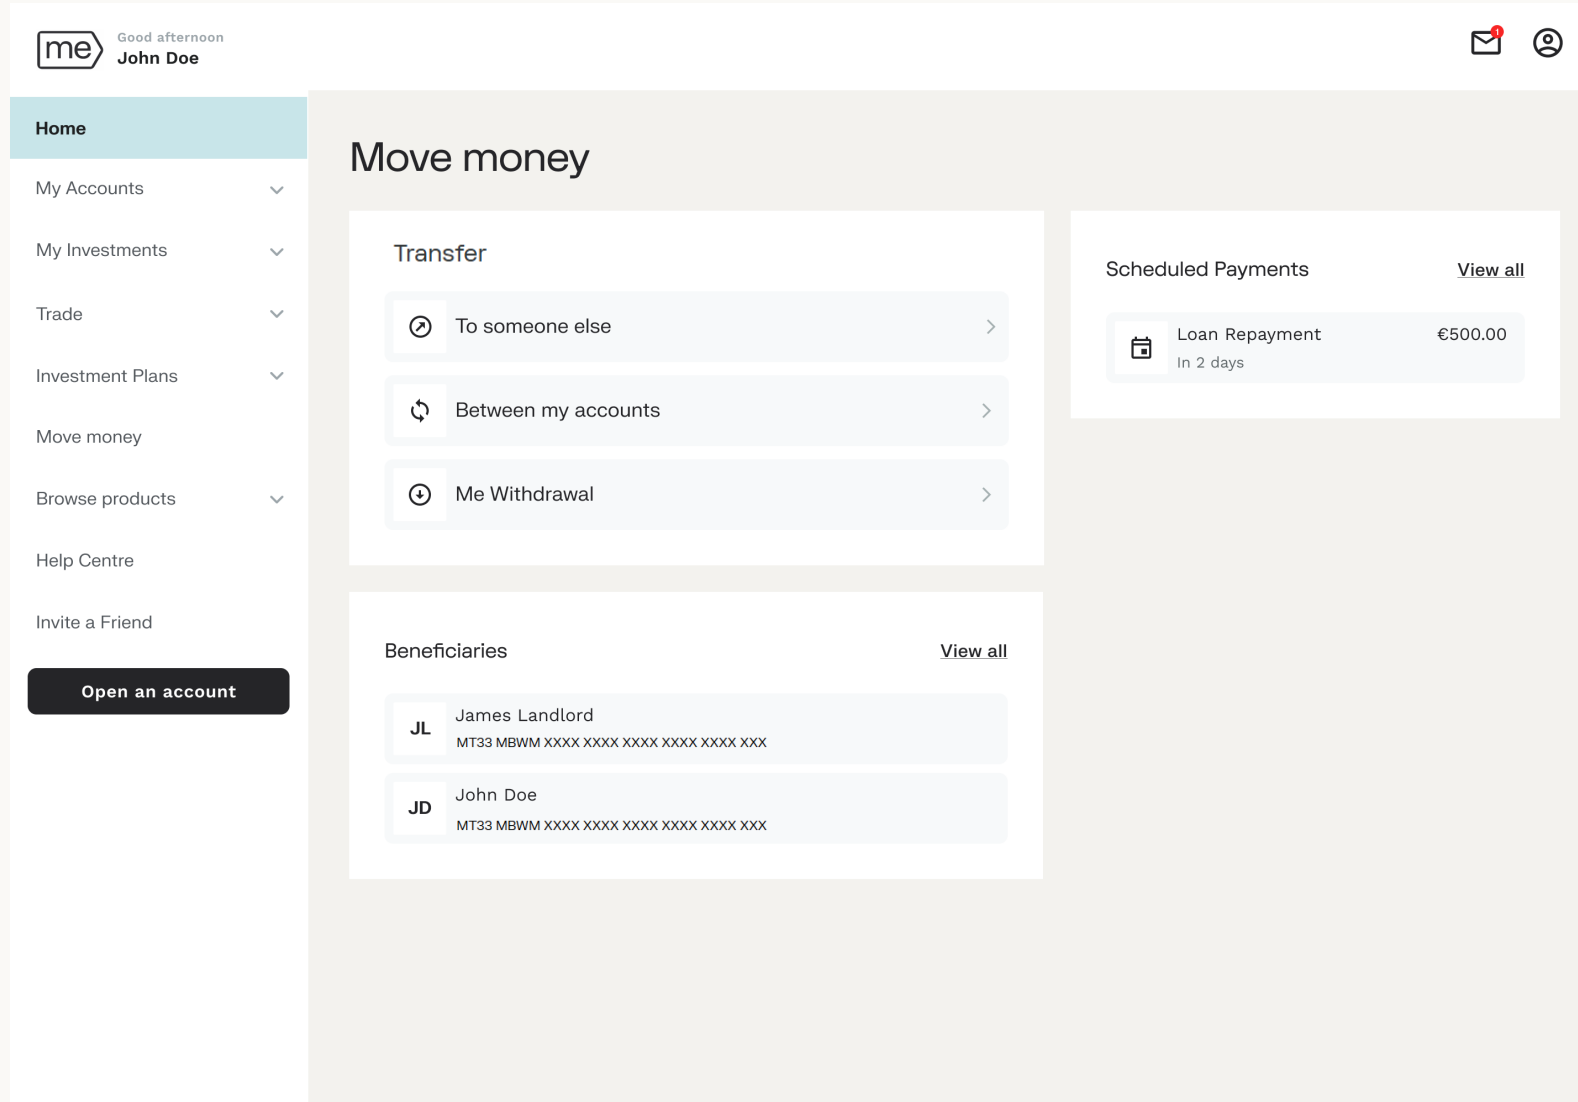 me
Good afternoon
John Doe
1
Home
My Accounts
My Investments
Trade
Investment Plans
Move money
Browse products
Help Centre
Invite a Friend
Open an account
Move money
Transfer
To someone else
Between my accounts
Me Withdrawal
Scheduled Payments
View all
Loan Repayment
€500.00
In 2 days
Beneficiaries
View all
JL
James Landlord
MT33 MBWM XXXX XXXX XXXX XXXX XXXX XXX
JD
John Doe
MT33 MBWM XXXX XXXX XXXX XXXX XXXX XXX